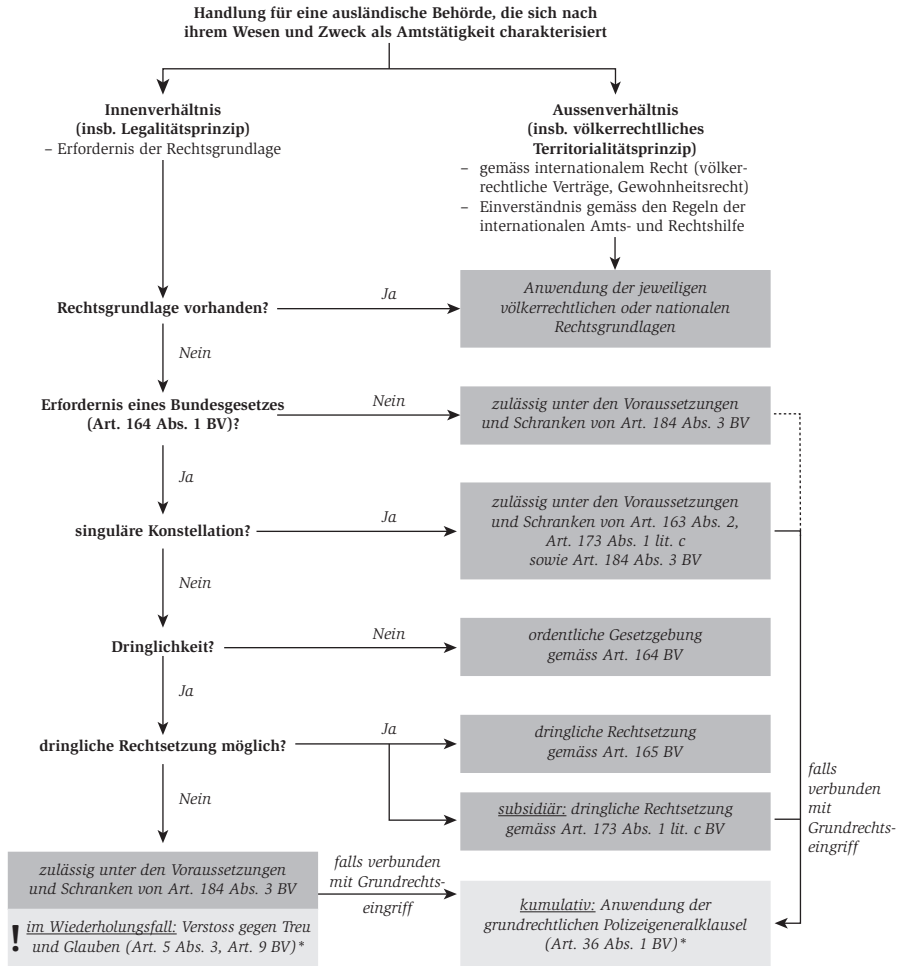 Handlung für eine ausländische Behörde, die sich nach
ihrem Wesen und Zweck als Amtstätigkeit charakterisiert
Innenverhältnis
(insb. Legalitätsprinzip)
– Erfordernis der Rechtsgrundlage
Aussenverhältnis
(insb. völkerrechtlliches
Territorialitätsprinzip)
– gemäss internationalem Recht (völker-
rechtliche Verträge, Gewohnheitsrecht)
– Einverständnis gemäss den Regeln der
internationalen Amts- und Rechtshilfe
Rechtsgrundlage vorhanden?
Ja
Anwendung der jeweiligen
völkerrechtlichen oder nationalen
Rechtsgrundlagen
Nein
Erfordernis eines Bundesgesetzes
(Art. 164 Abs. 1 BV)?
Nein
zulässig unter den Voraussetzungen
und Schranken von Art. 184 Abs. 3 BV
Ja
singuläre Konstellation?
Ja
zulässig unter den Voraussetzungen
und Schranken von Art. 163 Abs. 2,
Art. 173 Abs. 1 lit. c
sowie Art. 184 Abs. 3 BV
Nein
Dringlichkeit?
Nein
ordentliche Gesetzgebung
gemäss Art. 164 BV
Ja
dringliche Rechtsetzung möglich?
Ja
dringliche Rechtsetzung
gemäss Art. 165 BV
Nein
subsidiär: dringliche Rechtsetzung
gemäss Art. 173 Abs. 1 lit. c BV
falls
verbunden
mit
Grundrechts-
eingriff
zulässig unter den Voraussetzungen
und Schranken von Art. 184 Abs. 3 BV
! im Wiederholungsfall: Verstoss gegen Treu
und Glauben (Art. 5 Abs. 3, Art. 9 BV)*
falls verbunden
mit Grundrechts-
eingriff
kumulativ: Anwendung der
grundrechtlichen Polizeigeneralklausel
(Art. 36 Abs. 1 BV)*